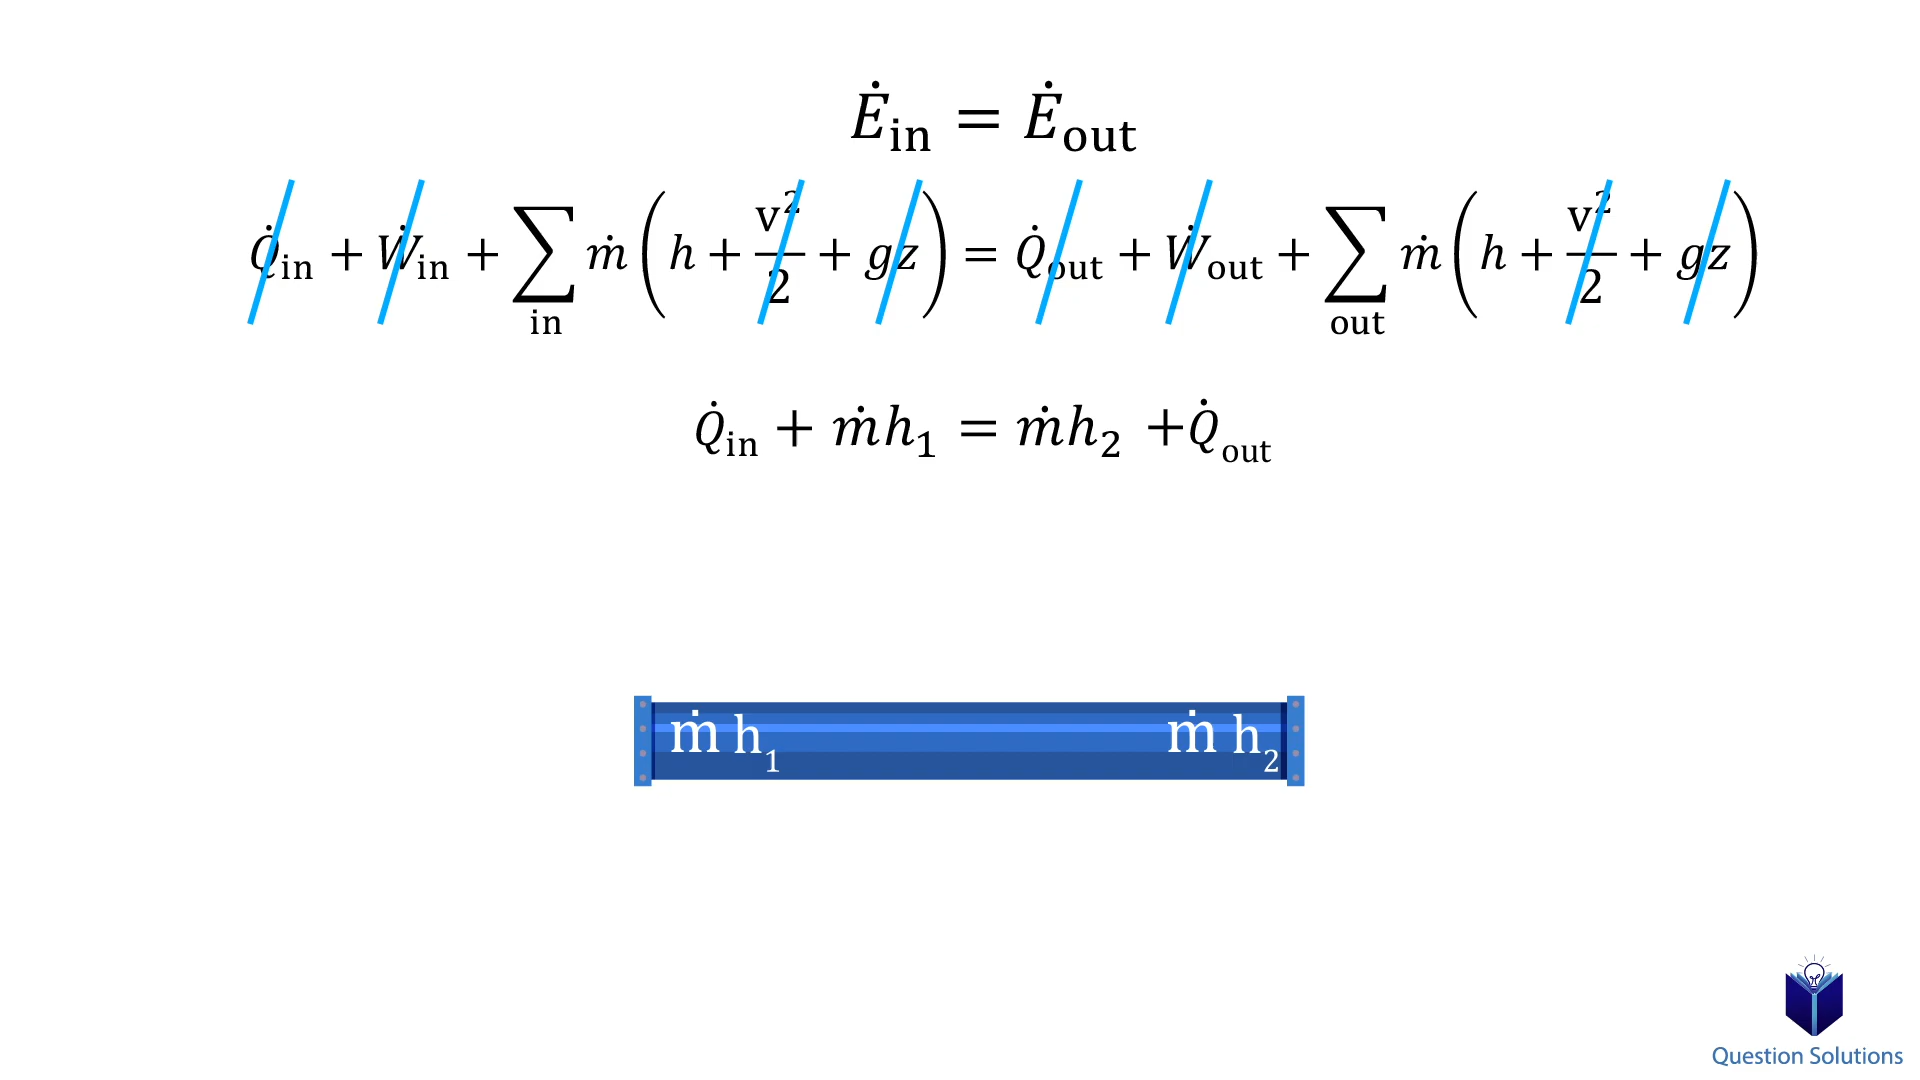 Ė_in = Ė_out
Q̇_in + Ẇ_in + ∑_in ṁ (h + v²/2 + gz) = Q̇_out + Ẇ_out + ∑_out ṁ (h + v²/2 + gz)
Q̇_in + ṁh₁ = ṁh₂ +Q̇_out
ṁ h₁ ṁ h₂
Question Solutions